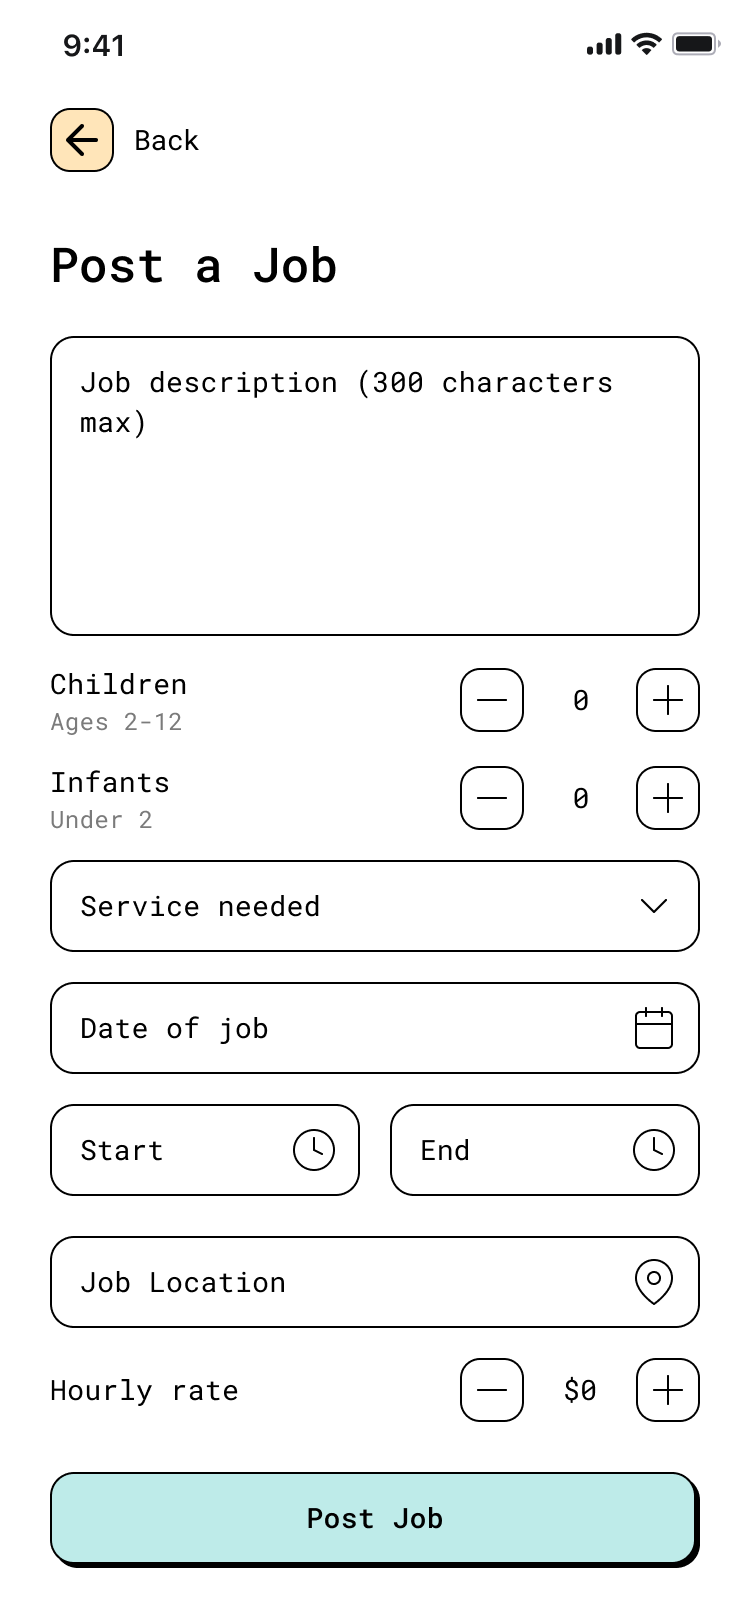 9:41
Back
Post a Job
Job description (300 characters
max)
Children
Ages 2-12
0
Infants
Under 2
0
Service needed
Date of job
Start
End
Job Location
Hourly rate
$0
Post Job